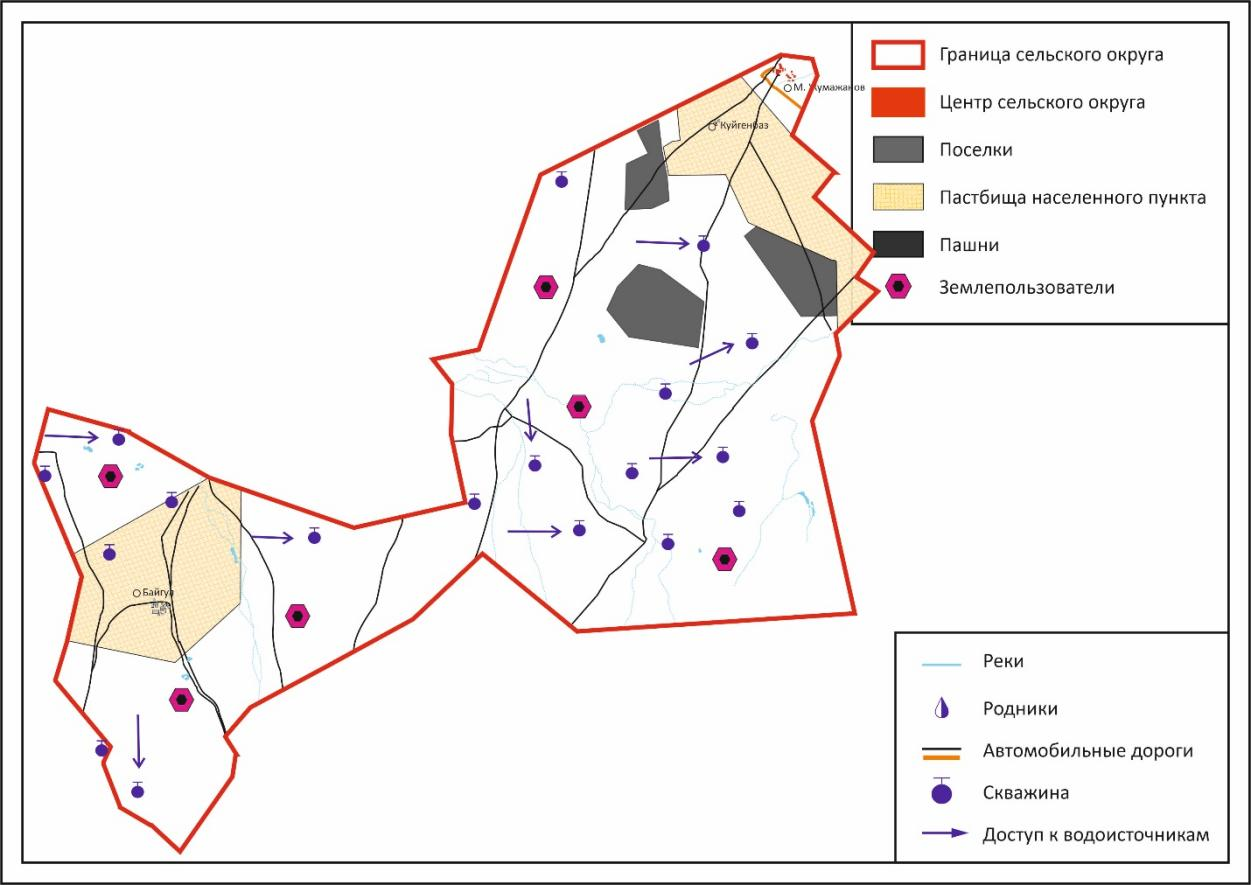 Граница сельского округа
Центр сельского округа
Поселки
Пастбища населенного пункта
Пашни
Землепользователи
М. Жумажанов
Куйгенбаз
Байгул
Реки
Родники
Автомобильные дороги
Скважина
Доступ к водоисточникам